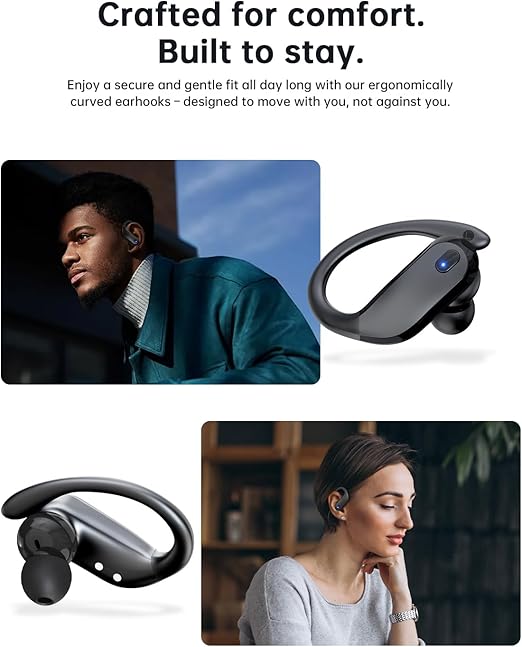 Crafted for comfort.
Built to stay.
Enjoy a secure and gentle fit all day long with our ergonomically
curved earhooks – designed to move with you, not against you.